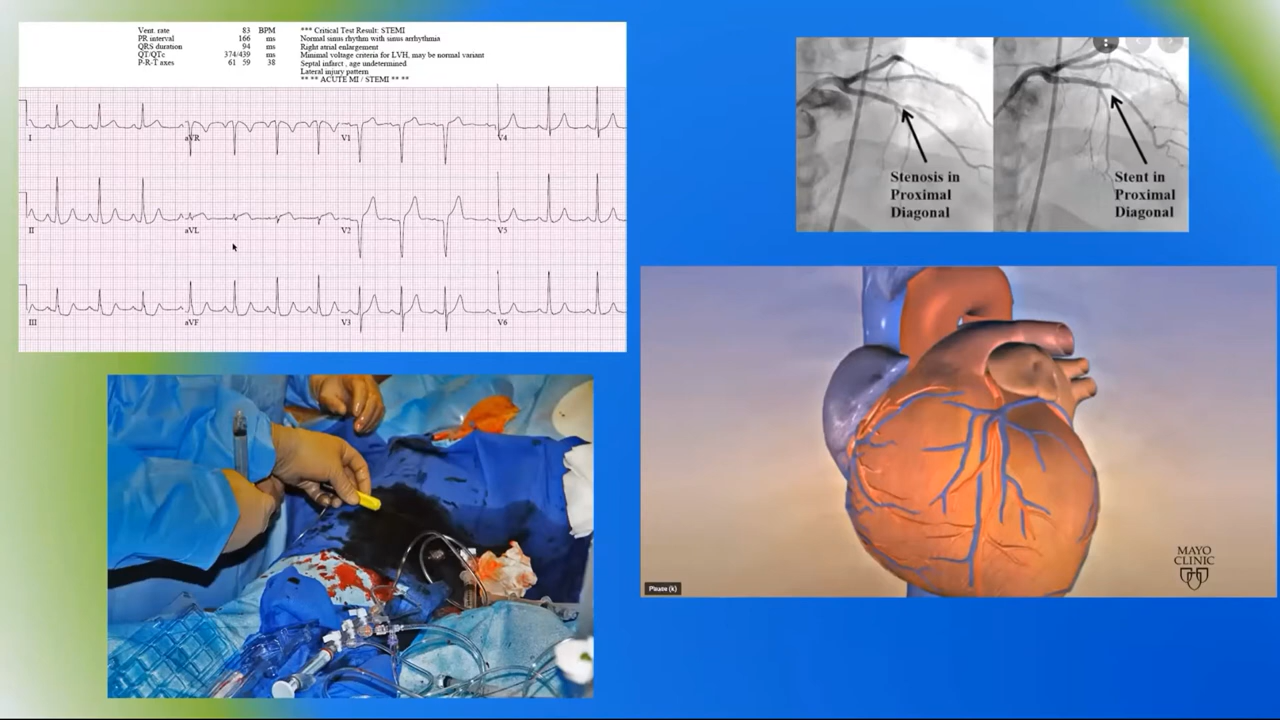 Vent. rate 83 BPM
PR interval 166 ms
QRS duration 94 ms
QT/QTc 374/439 ms
P-R-T axes 61 59 38
*** Critical Test Result: STEMI
Normal sinus rhythm with sinus arrhythmia
Right atrial enlargement
Minimal voltage criteria for LVH, may be normal variant
Septal infarct , age undetermined
Lateral injury pattern
** ** ACUTE MI / STEMI ** **
I aVR V1 V4
II aVL V2 V5
III aVF V3 V6
Stenosis in
Proximal
Diagonal
Stent in
Proximal
Diagonal
MAYO
CLINIC
Pause (k)